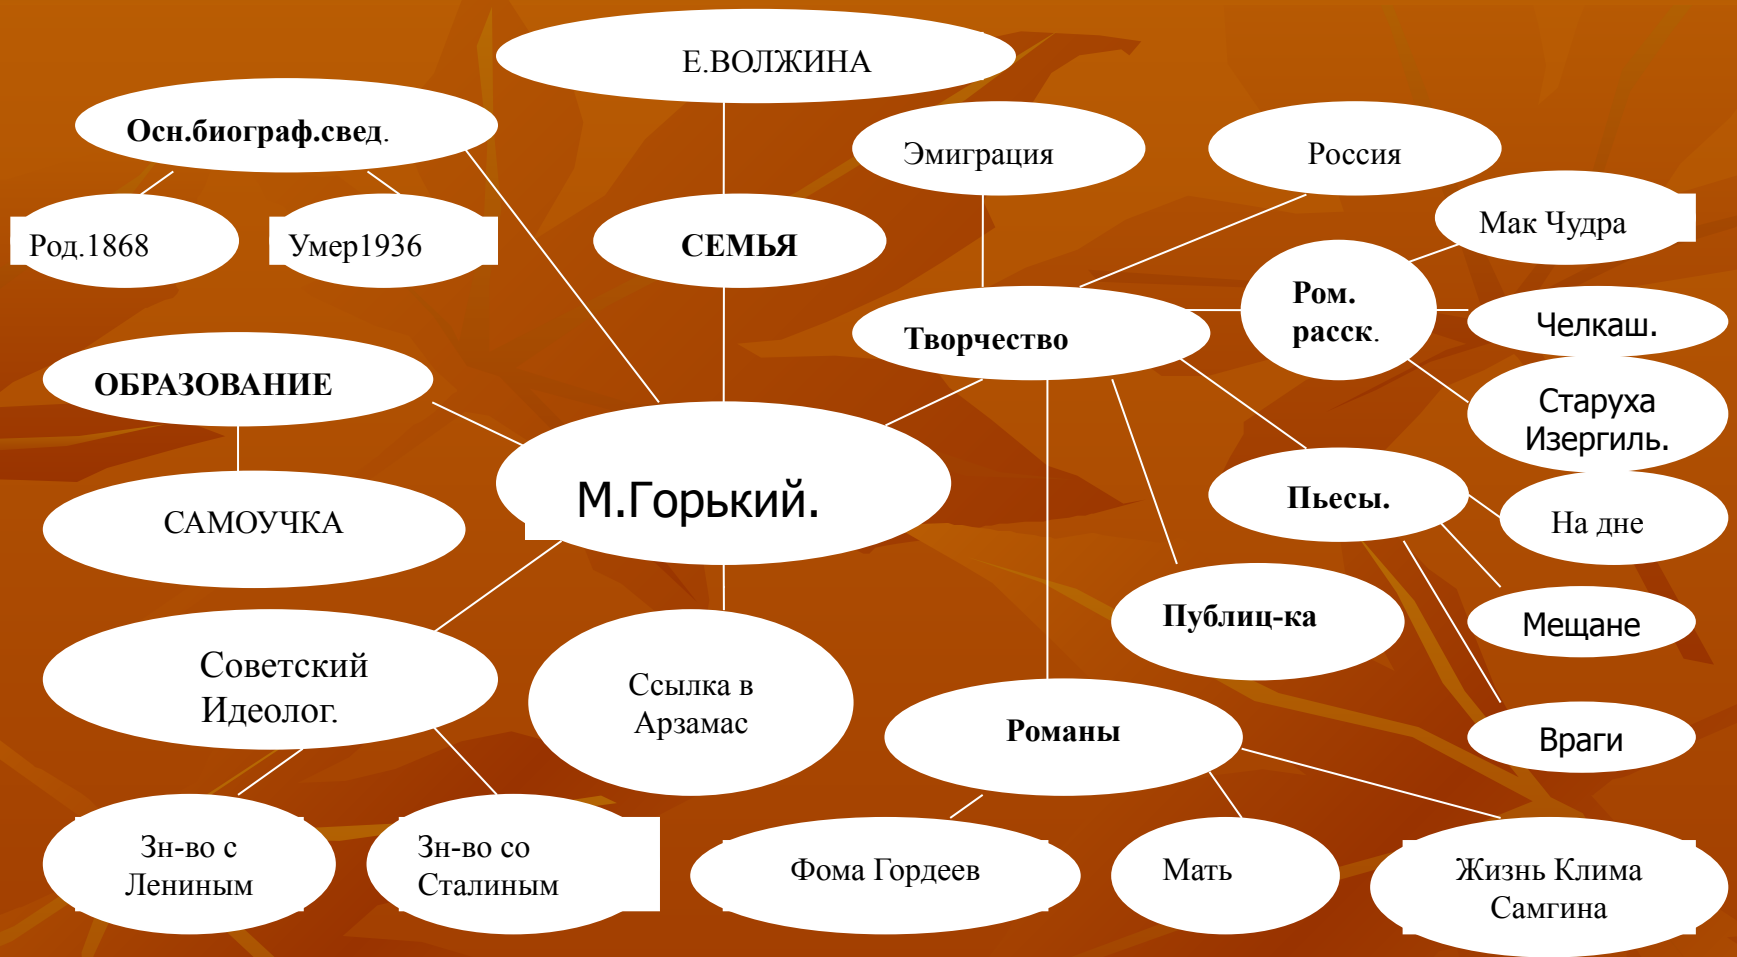 Е.ВОЛЖИНА
Осн.биограф.свед.
Эмиграция
Россия
Мак Чудра
Род.1868
Умер1936
СЕМЬЯ
Ром.
расск.
Творчество
Челкаш.
ОБРАЗОВАНИЕ
Старуха
Изергиль.
М.Горький.
Пьесы.
САМОУЧКА
На дне
Публиц-ка
Мещане
Советский
Идеолог.
Ссылка в
Арзамас
Романы
Враги
Зн-во с
Лениным
Зн-во со
Сталиным
Фома Гордеев
Мать
Жизнь Клима
Самгина